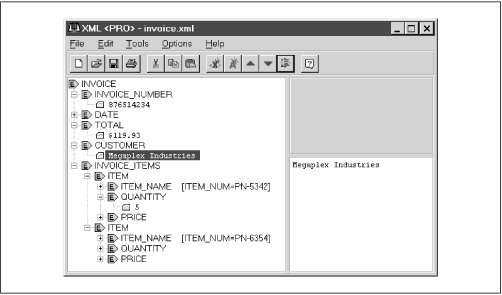 XML <PRO> - invoice.xml
File Edit Tools Options Help
INVOICE
INVOICE_NUMBER
876514234
DATE
TOTAL
$119.93
CUSTOMER
Megaplex Industries
INVOICE_ITEMS
ITEM
ITEM_NAME [ITEM_NUM=PN-5342]
QUANTITY
5
PRICE
ITEM
ITEM_NAME [ITEM_NUM=PN-6354]
QUANTITY
PRICE
Megaplex Industries